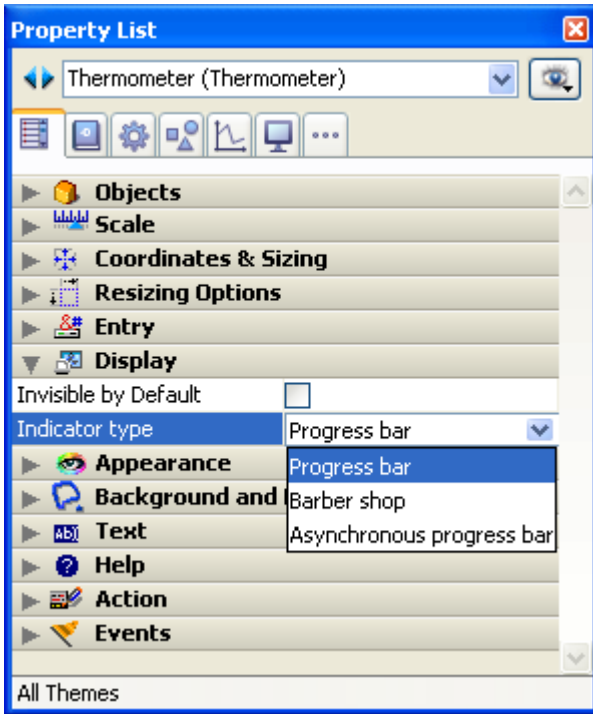 Property List
Thermometer (Thermometer)
Objects
Scale
Coordinates & Sizing
Resizing Options
Entry
Display
Invisible by Default
Indicator type Progress bar
Appearance Progress bar
Background and Barber shop
Text Asynchronous progress bar
Help
Action
Events
All Themes